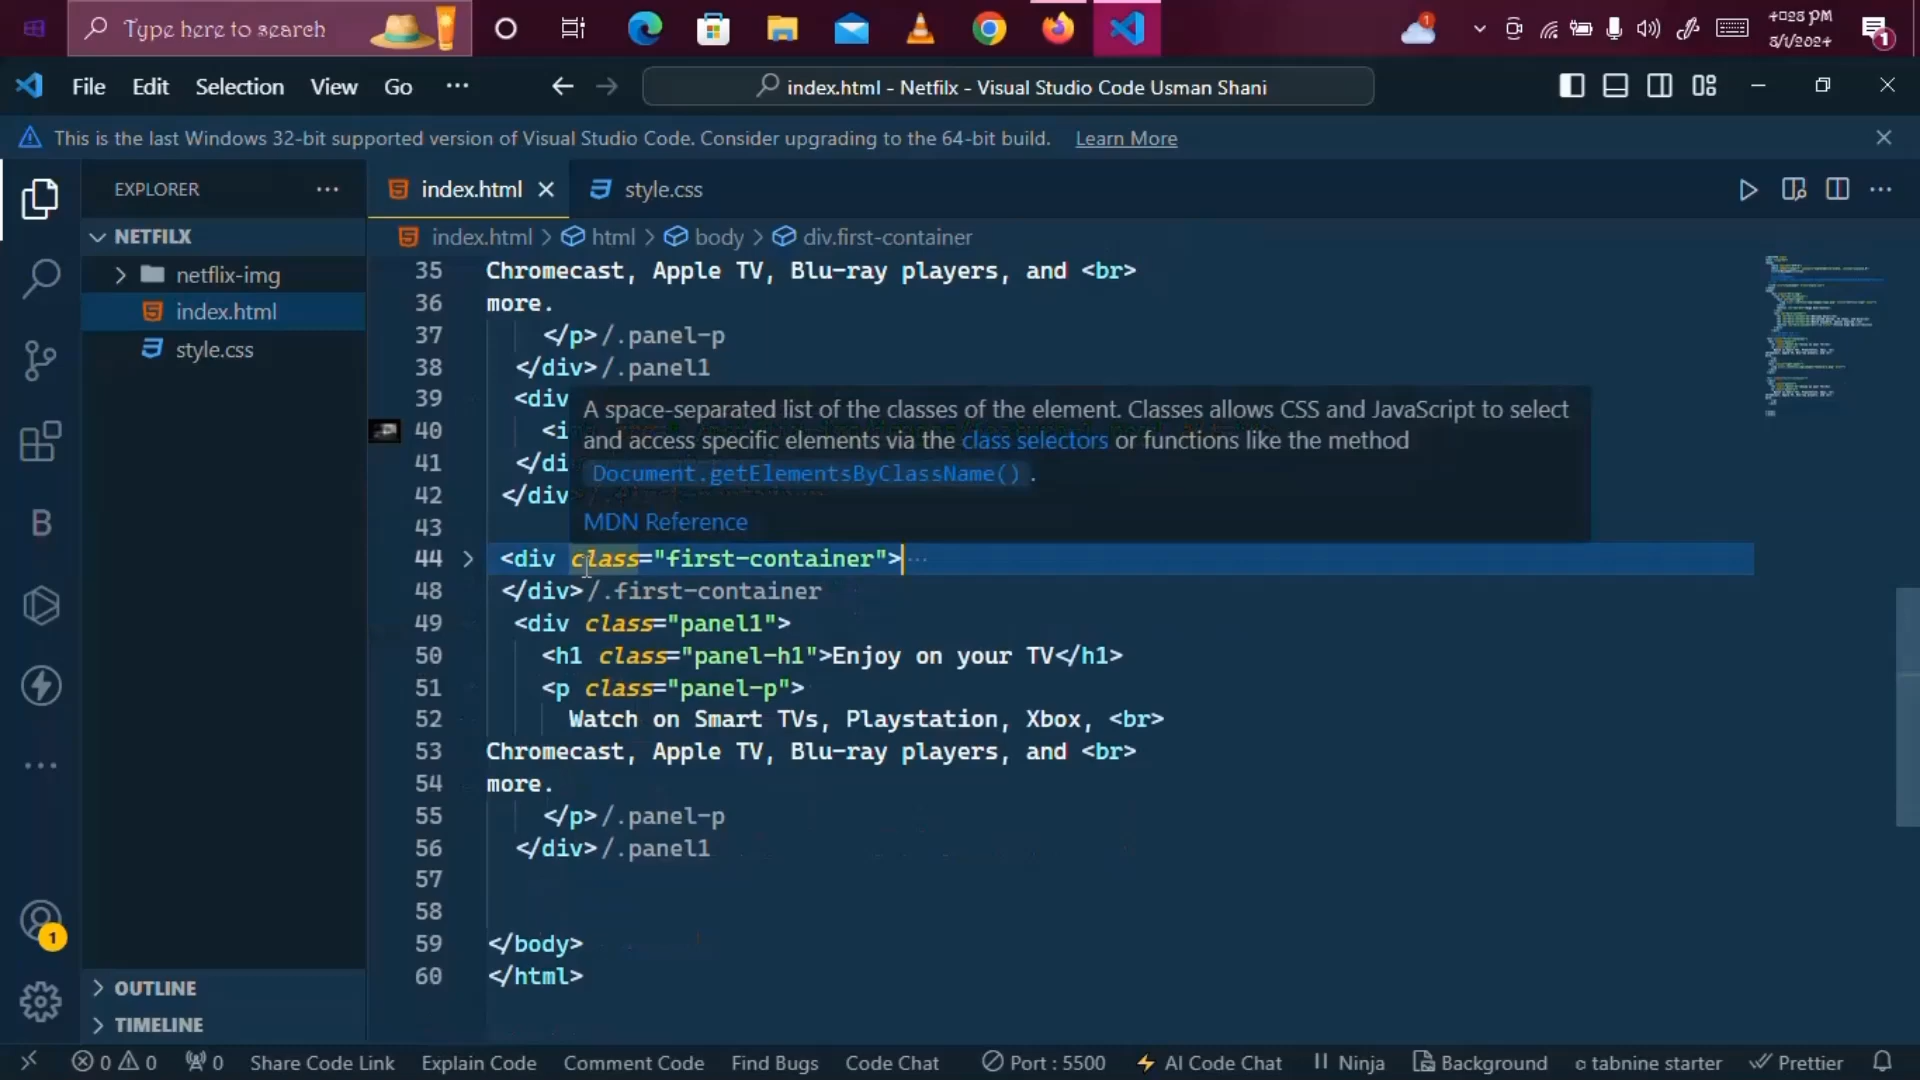 Type here to search
4:023 PM
3/1/2024
1
1
File Edit Selection View Go ···
index.html - Netfilx - Visual Studio Code Usman Shani
This is the last Windows 32-bit supported version of Visual Studio Code. Consider upgrading to the 64-bit build. Learn More
EXPLORER ···
index.html
style.css
NETFILX
index.html > html > body > div.first-container
netflix-img
index.html
style.css
35 Chromecast, Apple TV, Blu-ray players, and <br>
36 more.
37 </p>/.panel-p
38 </div>/.panel1
39 <div
40 <i
41 </di
42 </div
A space-separated list of the classes of the element. Classes allows CSS and JavaScript to select
and access specific elements via the class selectors or functions like the method
Document.getElementsByClassName() .
MDN Reference
43
44 <div class="first-container">···
48 </div>/.first-container
49 <div class="panel1">
50 <h1 class="panel-h1">Enjoy on your TV</h1>
51 <p class="panel-p">
52 Watch on Smart TVs, Playstation, Xbox, <br>
53 Chromecast, Apple TV, Blu-ray players, and <br>
54 more.
55 </p>/.panel-p
56 </div>/.panel1
57
58
59 </body>
60 </html>
B
1
OUTLINE
TIMELINE
0 0 0 Share Code Link Explain Code Comment Code Find Bugs Code Chat Port : 5500 AI Code Chat Ninja Background tabnine starter Prettier